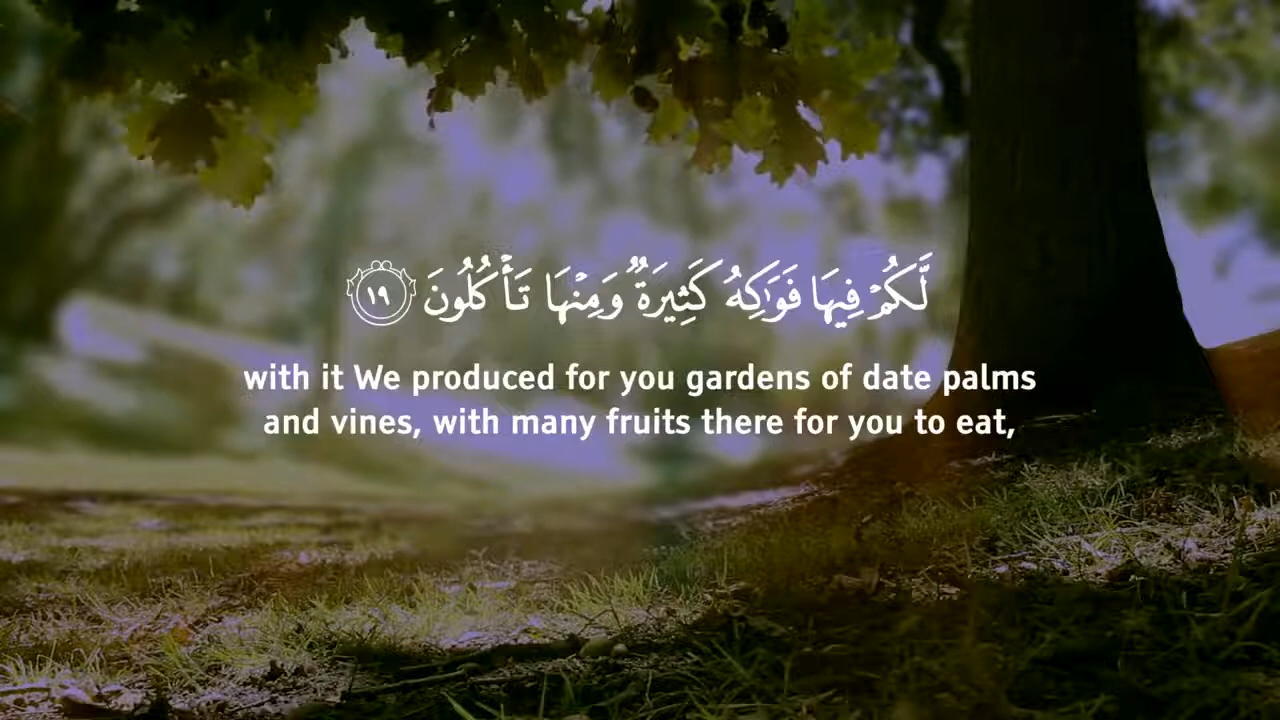 لَّكُمْ فِيهَا فَوَٰكِهُ كَثِيرَةٌ وَمِنْهَا تَأْكُلُونَ ١٩
with it We produced for you gardens of date palms
and vines, with many fruits there for you to eat,